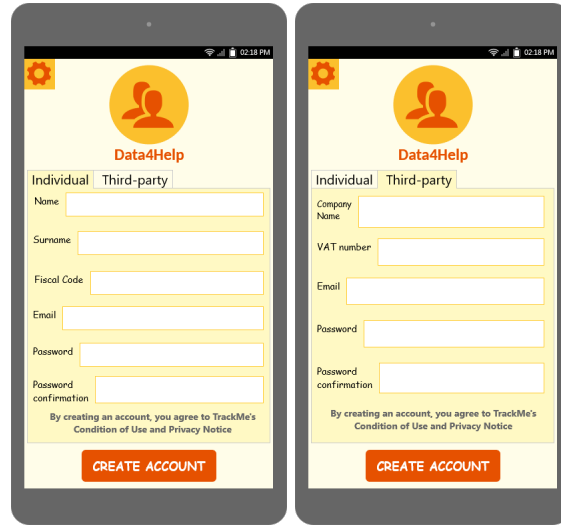 02:18 PM
Data4Help
Individual Third-party
Name
Surname
Fiscal Code
Email
Password
Password
confirmation
By creating an account, you agree to TrackMe's
Condition of Use and Privacy Notice
CREATE ACCOUNT
02:18 PM
Data4Help
Individual Third-party
Company
Name
VAT number
Email
Password
Password
confirmation
By creating an account, you agree to TrackMe's
Condition of Use and Privacy Notice
CREATE ACCOUNT